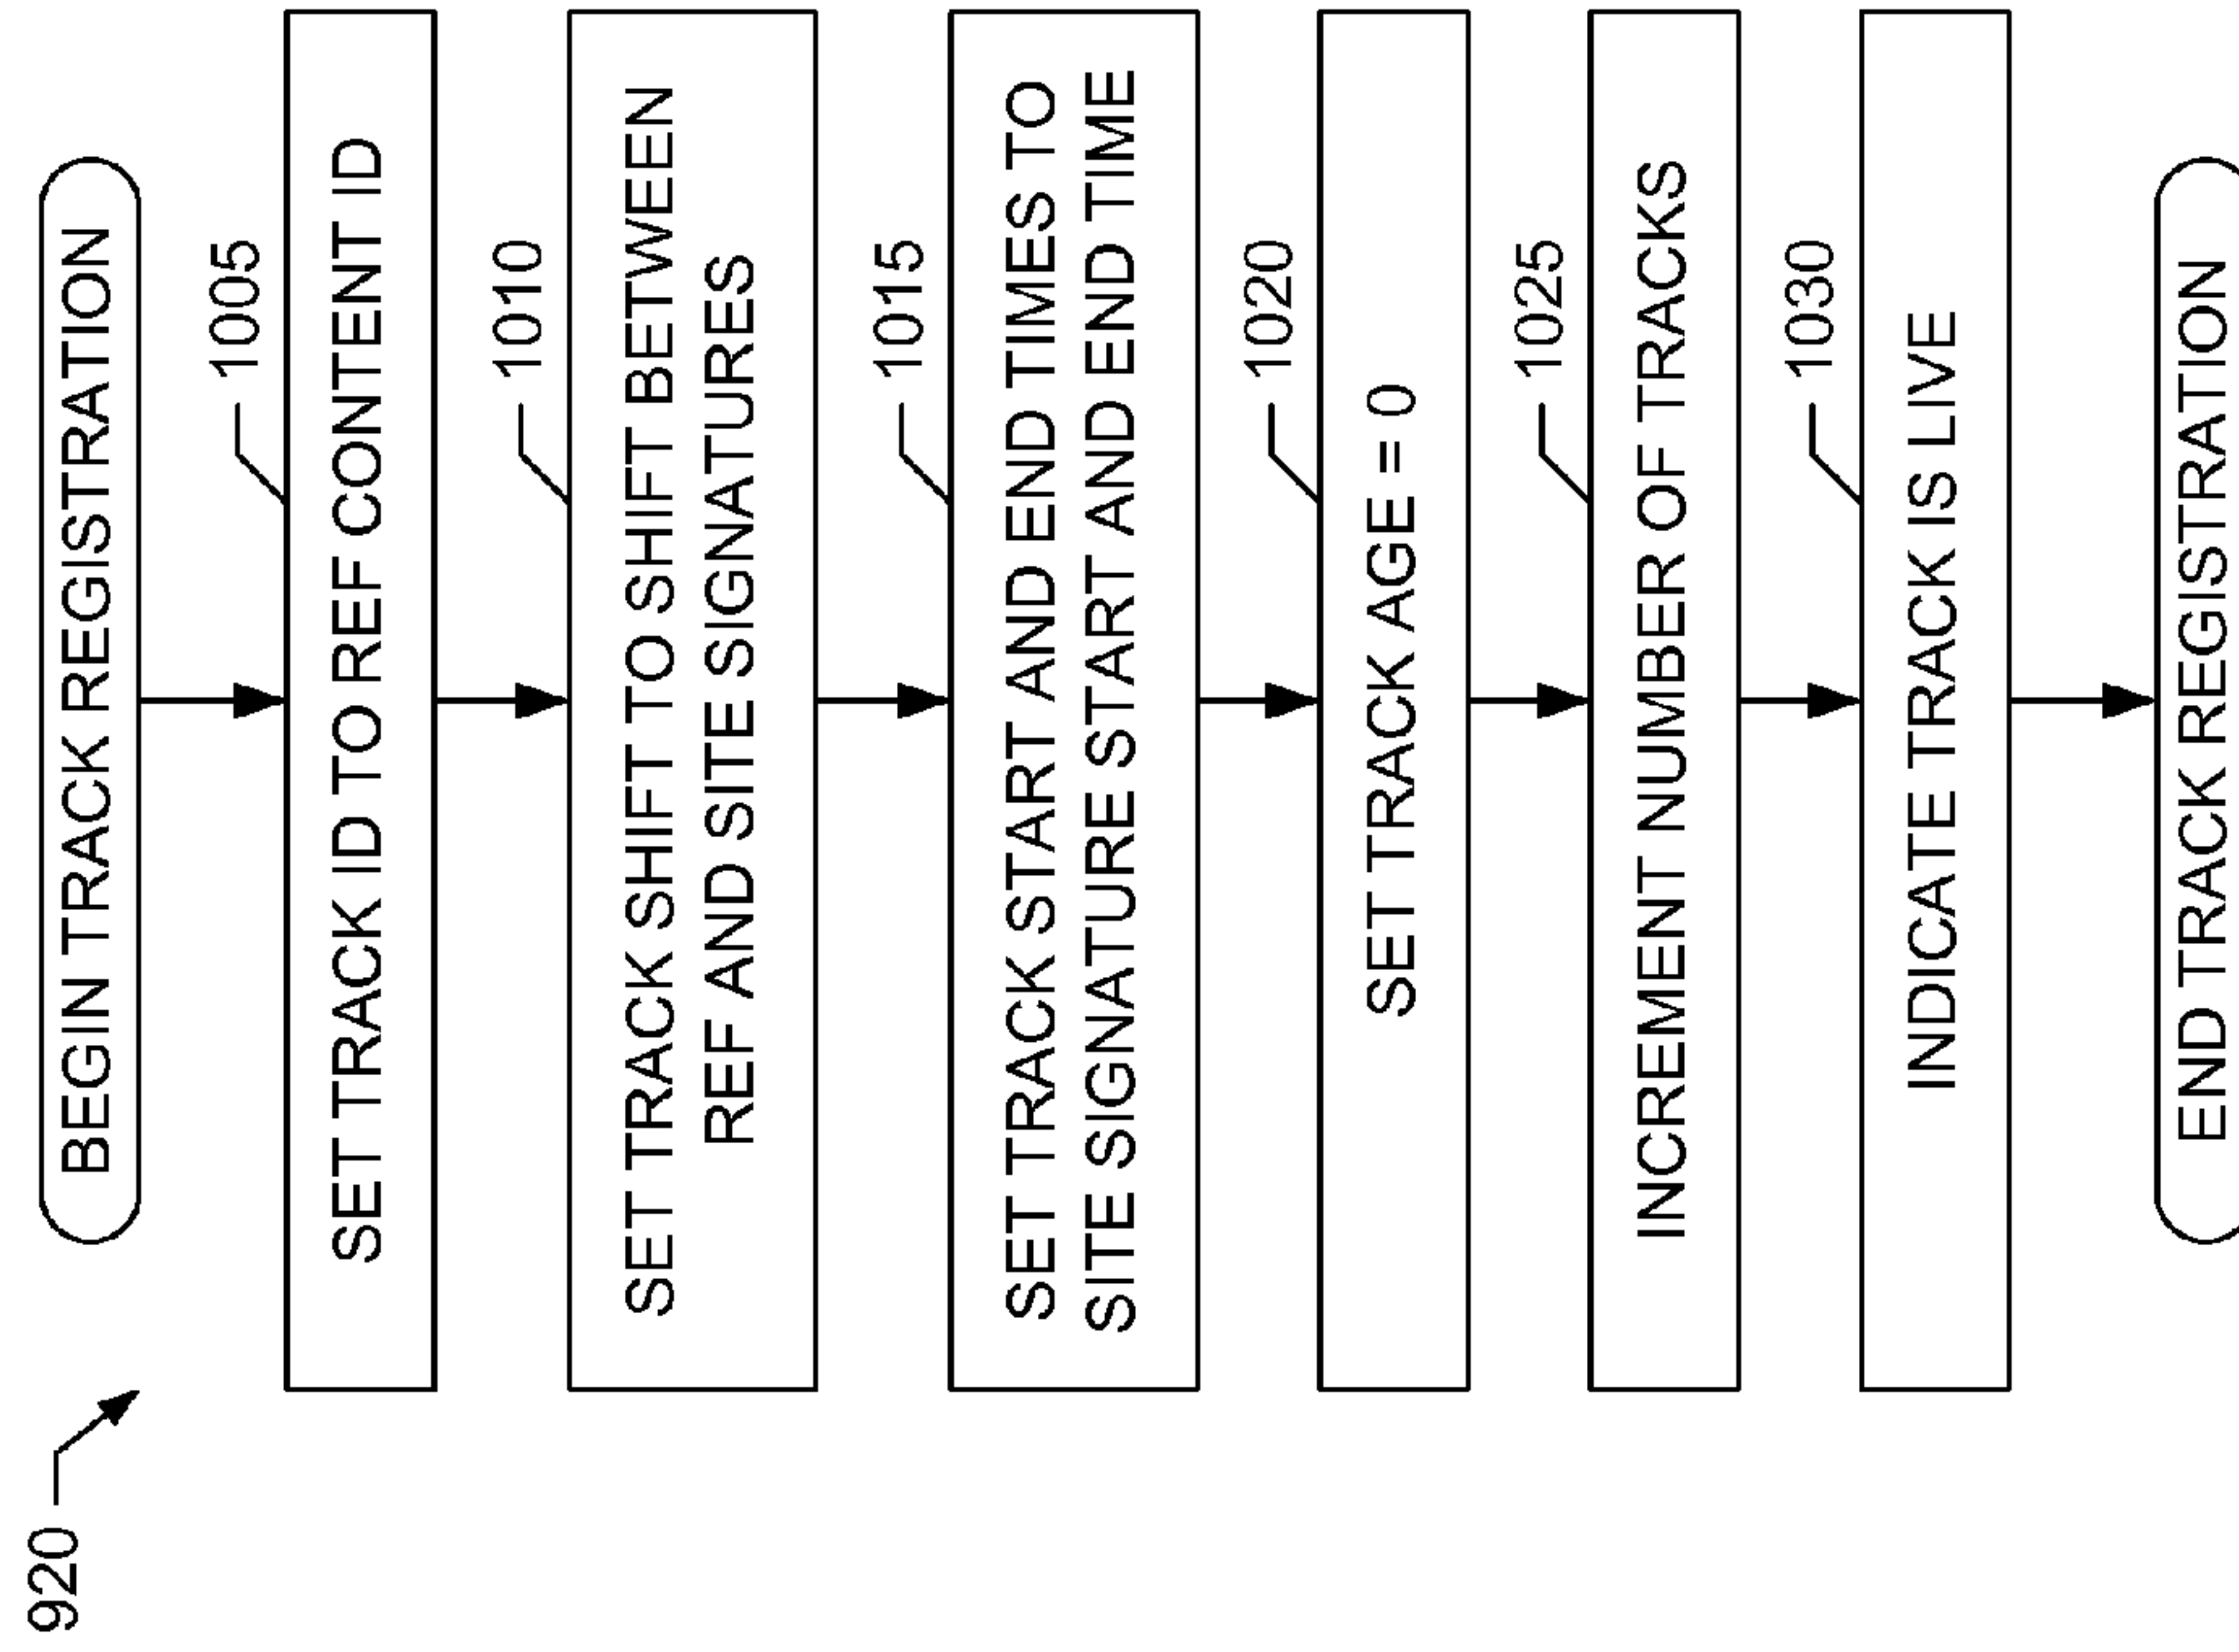 920
BEGIN TRACK REGISTRATION
1005
SET TRACK ID TO REF CONTENT ID
1010
SET TRACK SHIFT TO SHIFT BETWEEN
REF AND SITE SIGNATURES
1015
SET TRACK START AND END TIMES TO
SITE SIGNATURE START AND END TIME
1020
SET TRACK AGE = 0
1025
INCREMENT NUMBER OF TRACKS
1030
INDICATE TRACK IS LIVE
END TRACK REGISTRATION